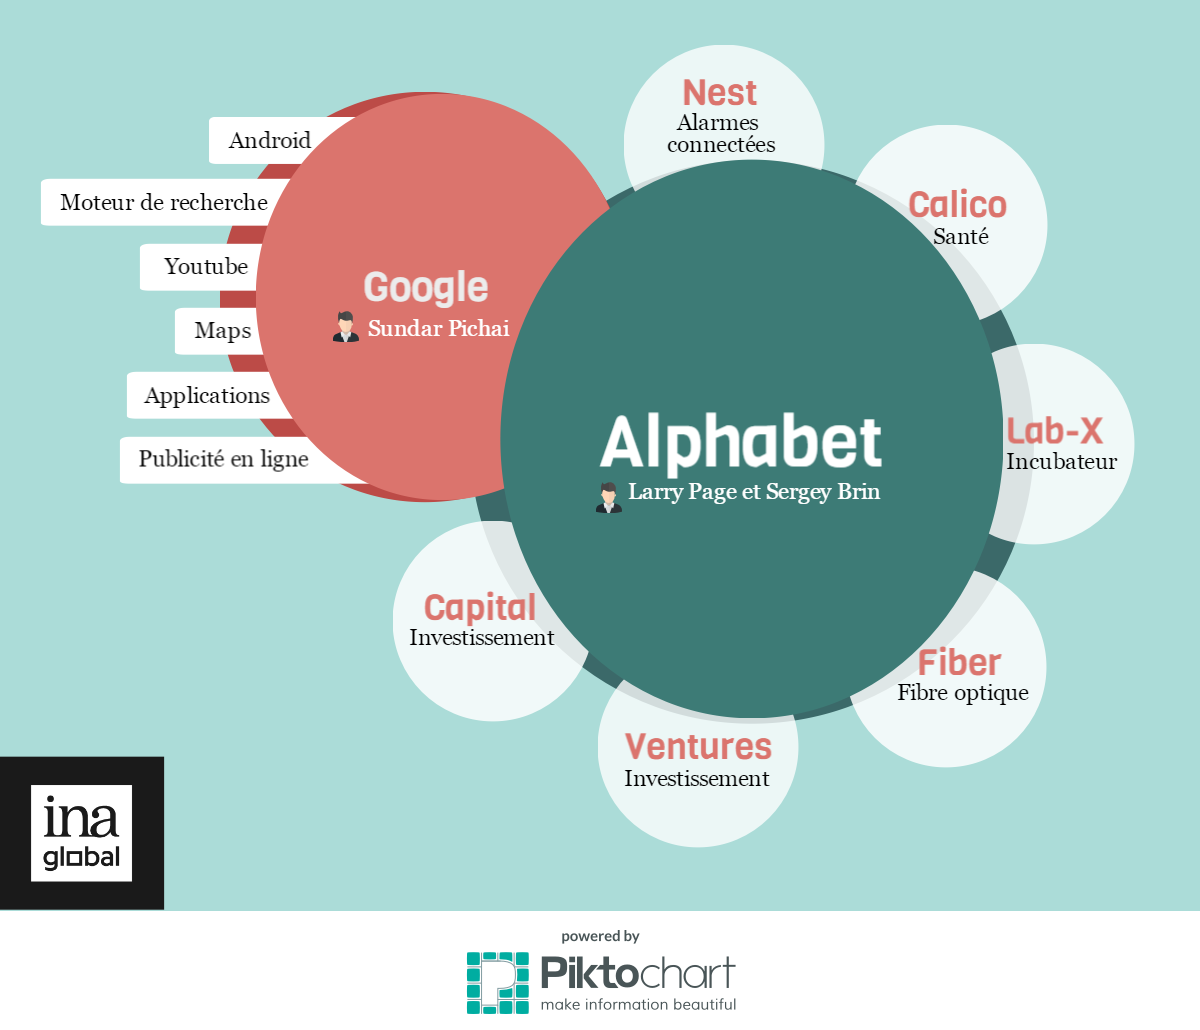 Nest
Alarmes
connectées
Android
Moteur de recherche
Youtube
Maps
Applications
Publicité en ligne
Google
Sundar Pichai
Calico
Santé
Alphabet
Larry Page et Sergey Brin
Lab-X
Incubateur
Capital
Investissement
Fiber
Fibre optique
Ventures
Investissement
ina
global
powered by
Piktochart
make information beautiful